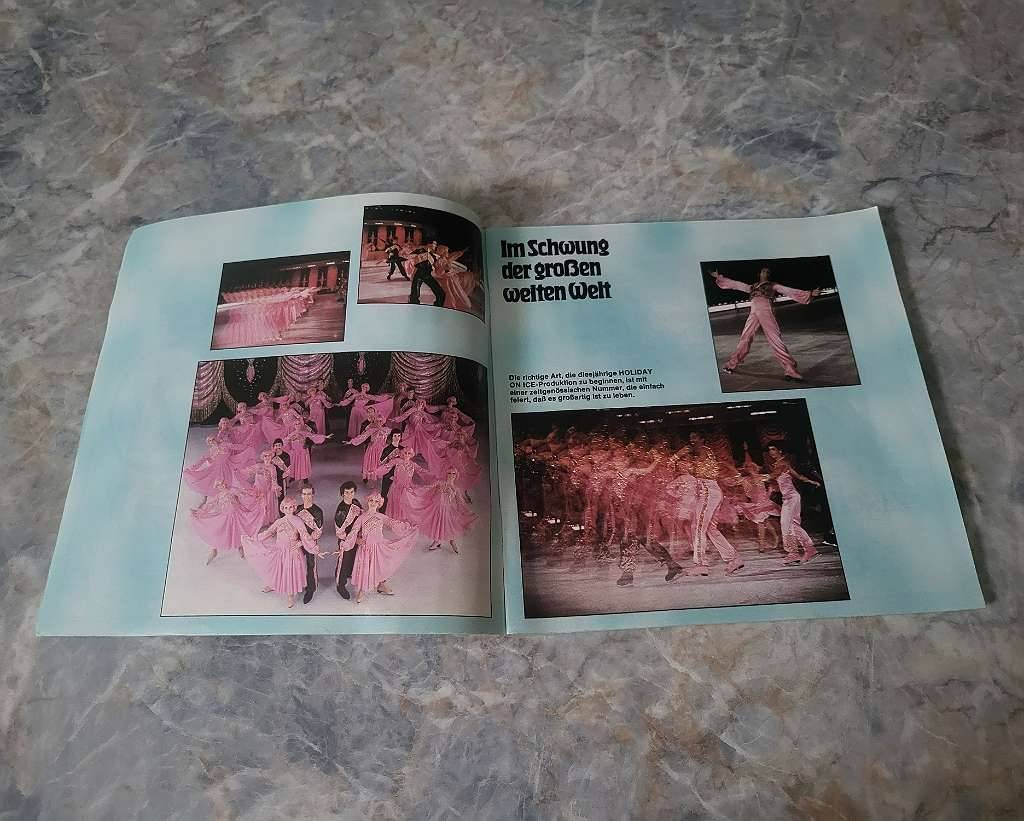 Im Schwung
der großen
weiten Welt
Die richtige Art, die diesjährige HOLIDAY
ON ICE-Produktion zu beginnen, ist mit
einer zeitgenössischen Nummer, die einfach
feiert, daß es großartig ist zu leben.